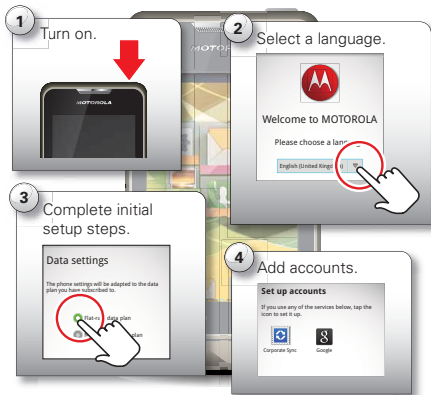 1
Turn on.
MOTOROLA
2
Select a language.
Welcome to MOTOROLA
Please choose a
English (United
3
Complete initial
setup steps.
Data settings
The phone settings will be adapted to the data
plan you have subscribed to.
data plan
plan
4
Add accounts.
Set up accounts
If you use any of the services below, tap the
icon to set it up.
8
Corporate Sync
Google